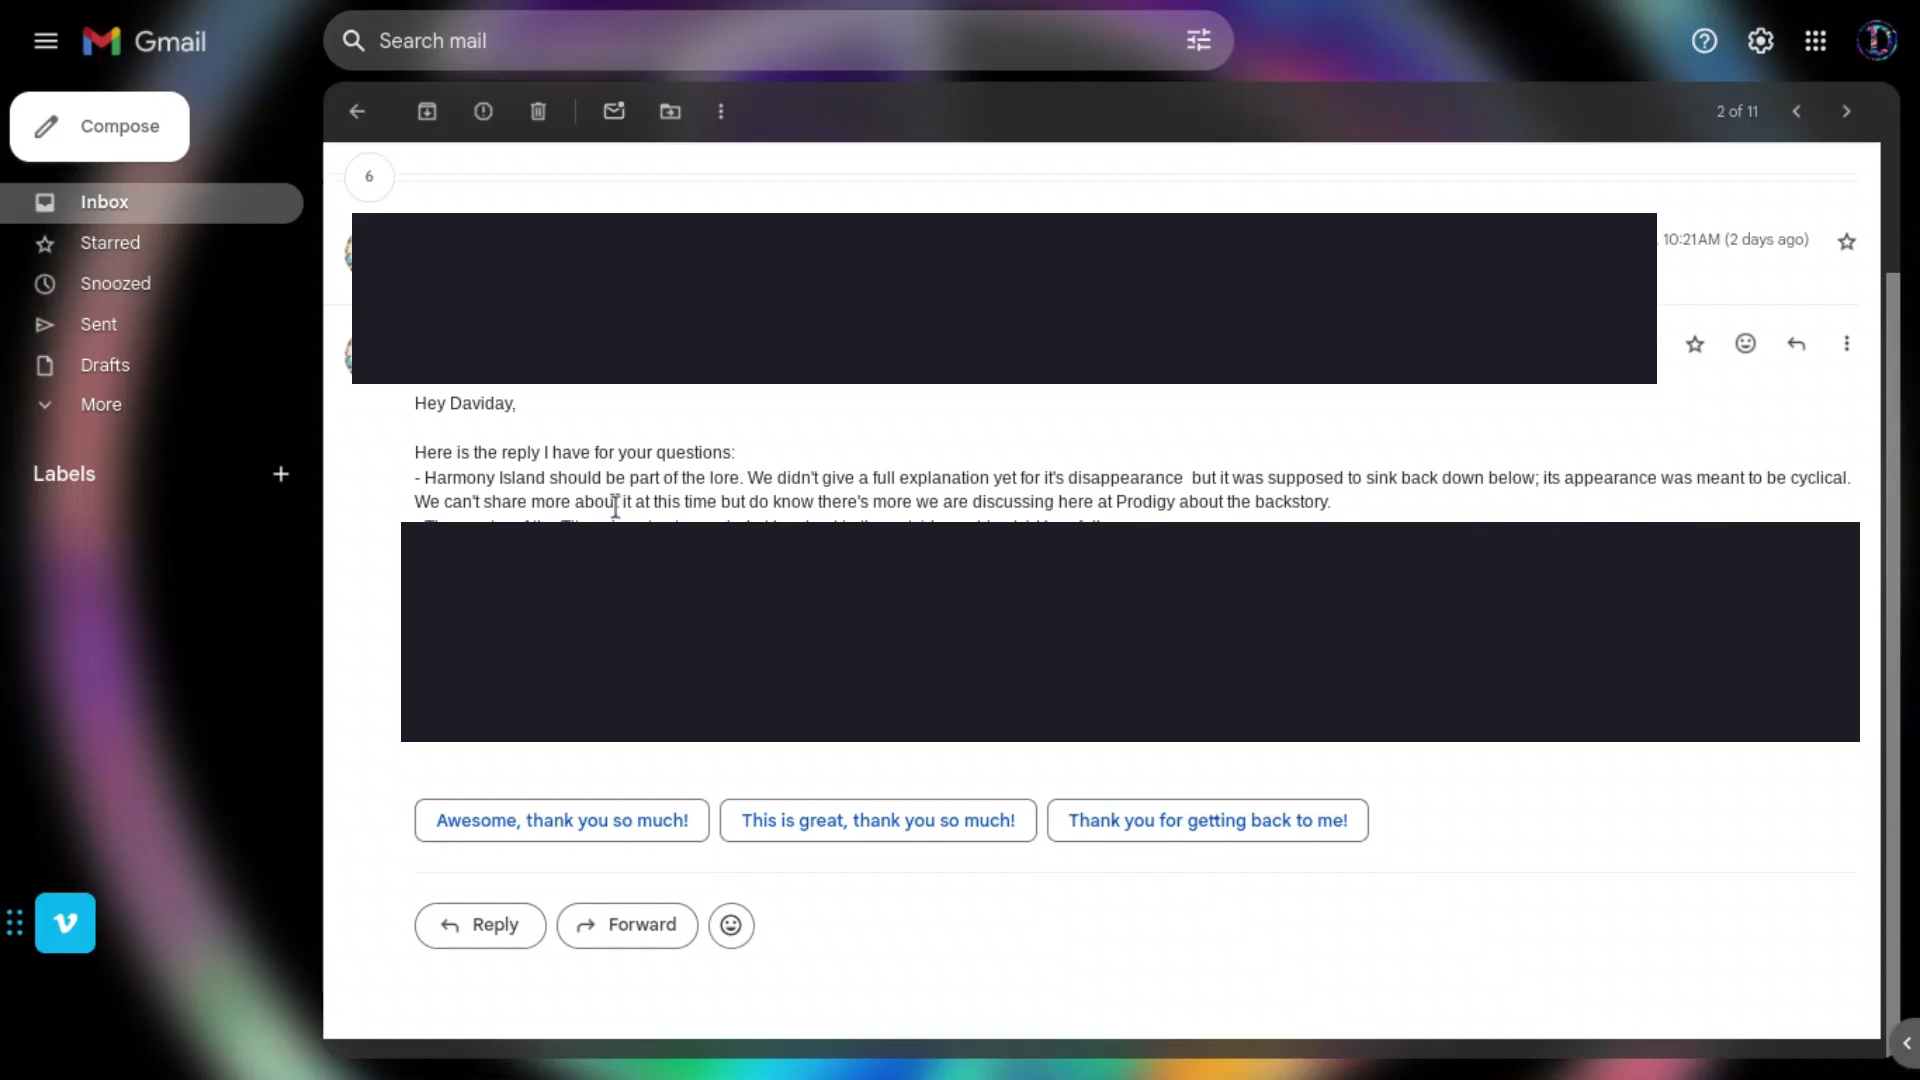 Gmail
Search mail
Compose
2 of 11
Inbox
Starred
Snoozed
Sent
Drafts
More
Labels
6
10:21AM (2 days ago)
Hey Daviday,
Here is the reply I have for your questions:
- Harmony Island should be part of the lore. We didn't give a full explanation yet for it's disappearance but it was supposed to sink back down below; its appearance was meant to be cyclical.
We can't share more about it at this time but do know there's more we are discussing here at Prodigy about the backstory.
Awesome, thank you so much!
This is great, thank you so much!
Thank you for getting back to me!
Reply
Forward